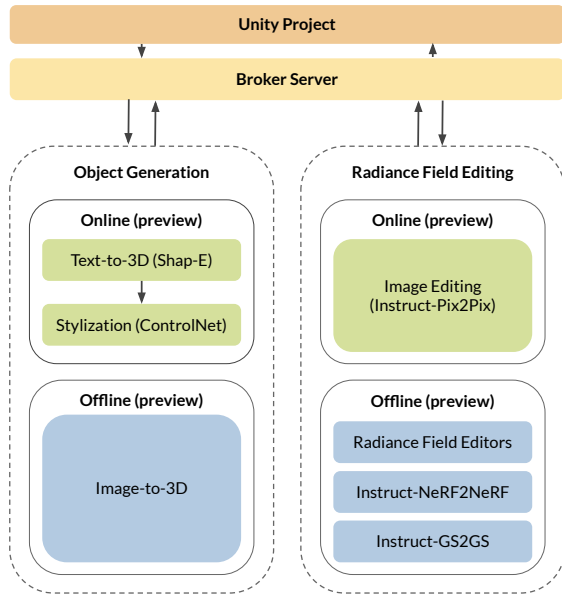 Unity Project
Broker Server
Object Generation
Online (preview)
Text-to-3D (Shap-E)
Stylization (ControlNet)
Offline (preview)
Image-to-3D
Radiance Field Editing
Online (preview)
Image Editing
(Instruct-Pix2Pix)
Offline (preview)
Radiance Field Editors
Instruct-NeRF2NeRF
Instruct-GS2GS